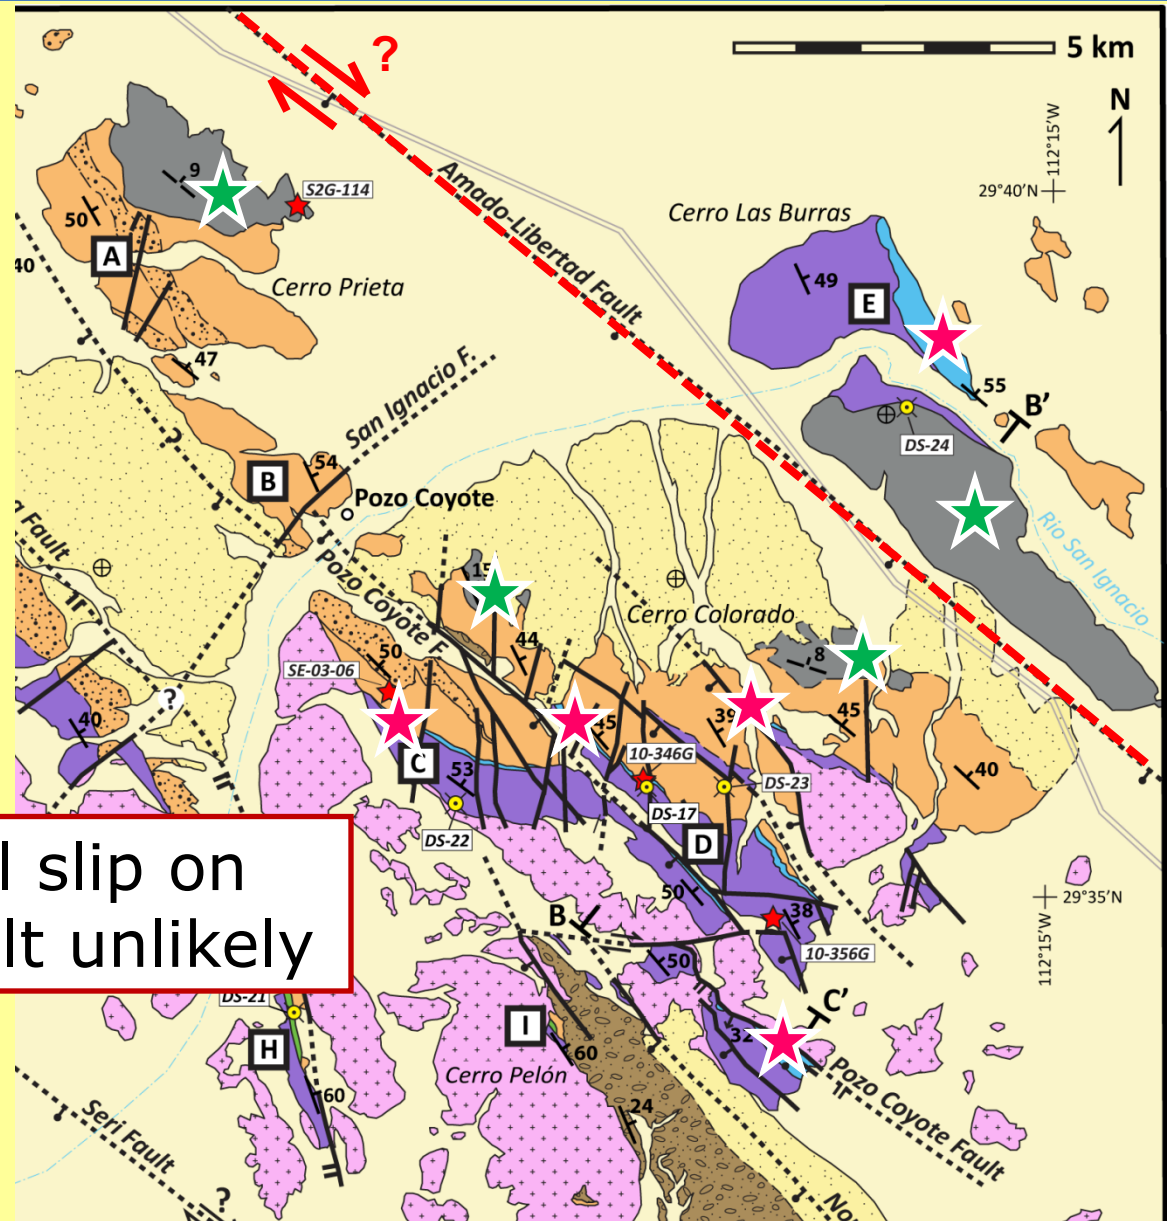 ?
5 km
N
112°15'W
29°40'N
9
S2G-114
50
A
40
Cerro Prieta
Amado-Libertad Fault
Cerro Las Burras
49
E
47
55
B'
DS-24
San Ignacio F.
?
54
B
Pozo Coyote
Fault
Rio San Ignacio
Pozo Coyote F
15
Cerro Colorado
44
8
50
SE-03-06
?
40
45
39
45
10-346G
C
53
DS-23
40
DS-17
DS-22
D
l slip on
lt unlikely
50
29°35'N
112°15'W
B
38
10-356G
50
DS-21
C'
I
32
H
60
Cerro Pelón
60
24
Pozo Coyote Fault
Seri Fault
?
No